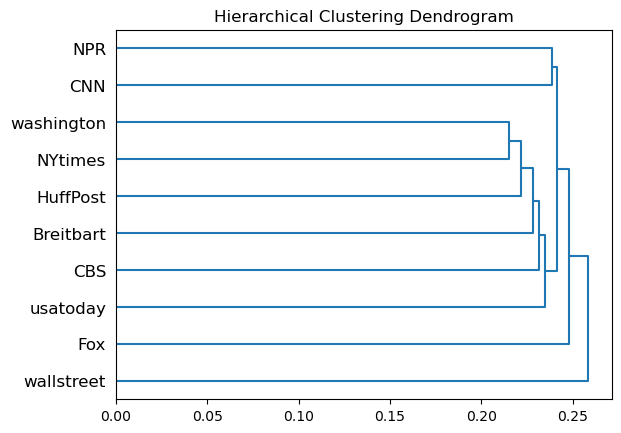 Hierarchical Clustering Dendrogram
NPR
CNN
washington
NYtimes
HuffPost
Breitbart
CBS
usatoday
Fox
wallstreet
0.00 0.05 0.10 0.15 0.20 0.25